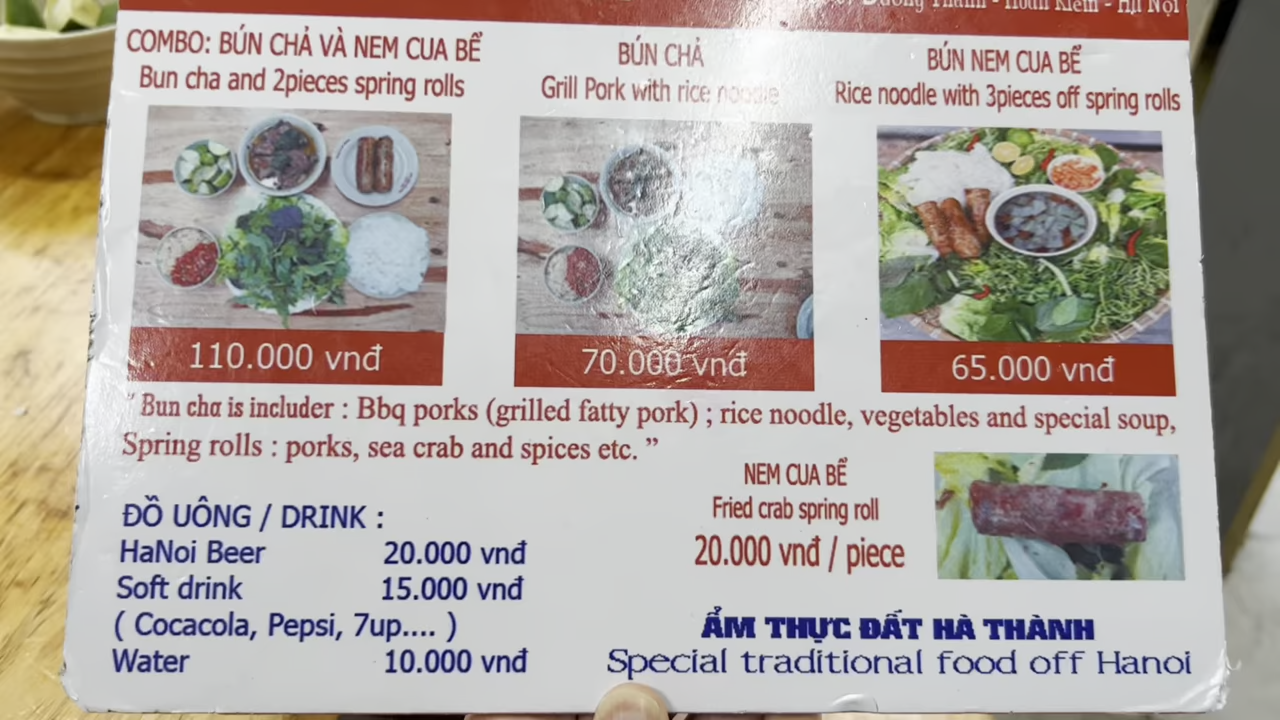 Thành - Hoàn Kiếm - Hà Nội
COMBO: BÚN CHẢ VÀ NEM CUA BỂ
Bun cha and 2pieces spring rolls
BÚN CHẢ
Grill Pork with rice noodle
BÚN NEM CUA BỂ
Rice noodle with 3pieces off spring rolls
110.000 vnđ
70.000 vnđ
65.000 vnđ
" Bun cha is includer : Bbq porks (grilled fatty pork) ; rice noodle, vegetables and special soup,
Spring rolls : porks, sea crab and spices etc. ”
NEM CUA BỂ
Fried crab spring roll
20.000 vnđ / piece
ĐỒ UÔNG / DRINK :
HaNoi Beer 20.000 vnđ
Soft drink 15.000 vnđ
( Cocacola, Pepsi, 7up.... )
Water 10.000 vnđ
ẨM THỰC ĐẤT HÀ THÀNH
Special traditional food off Hanoi